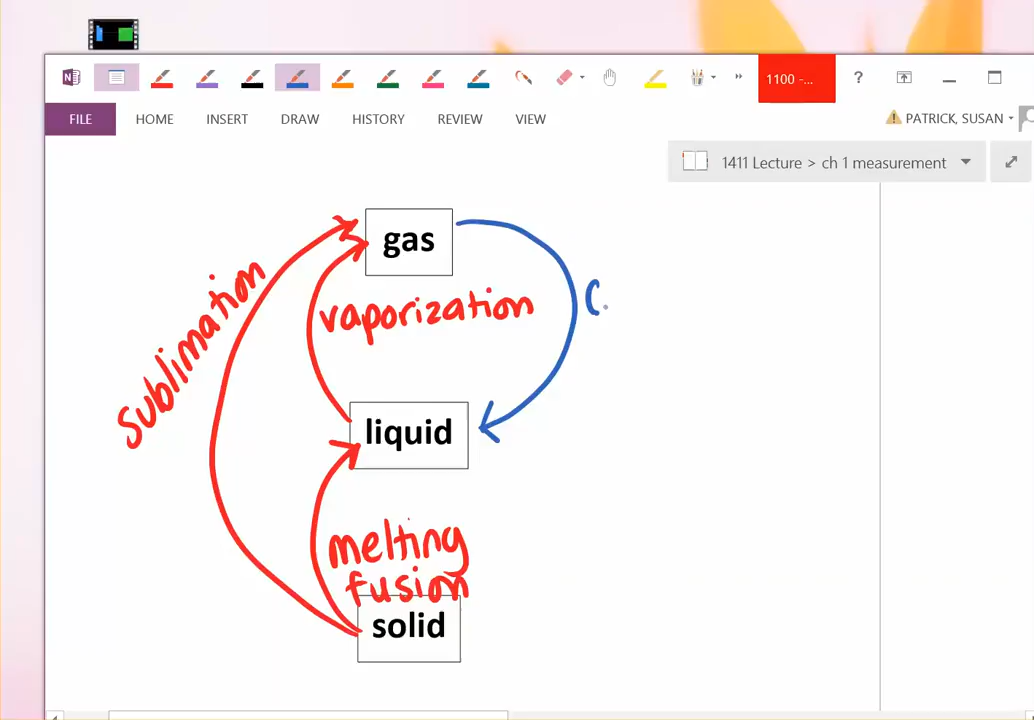 1100 -...
?
FILE
HOME
INSERT
DRAW
HISTORY
REVIEW
VIEW
PATRICK, SUSAN
1411 Lecture > ch 1 measurement
gas
sublimation
vaporization
C
liquid
melting
fusion
solid